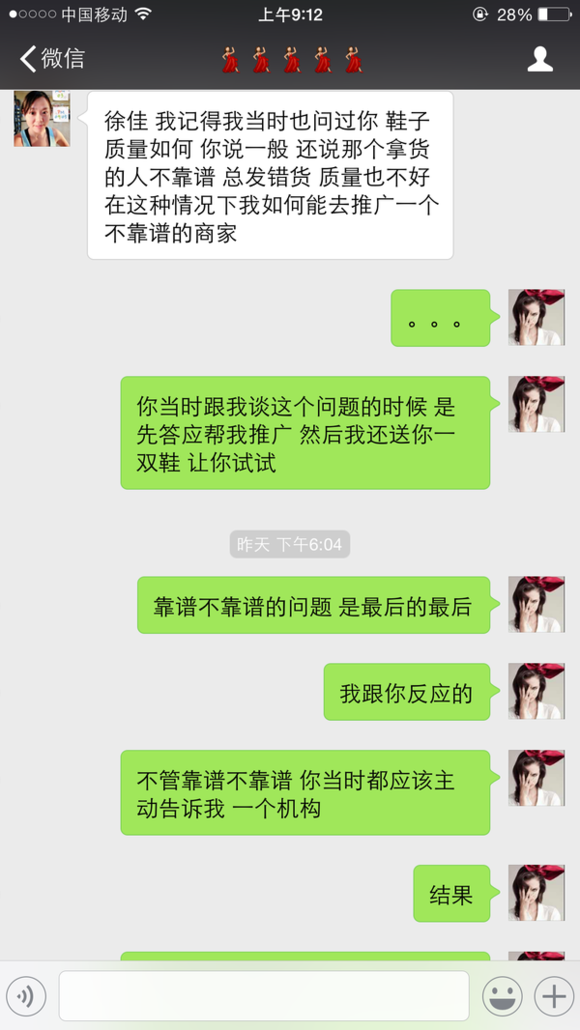 中国移动 上午9:12 28%
微信
徐佳 我记得我当时也问过你 鞋子
质量如何 你说一般 还说那个拿货
的人不靠谱 总发错货 质量也不好
在这种情况下我如何能去推广一个
不靠谱的商家
。。。
你当时跟我谈这个问题的时候 是
先答应帮我推广 然后我还送你一
双鞋 让你试试
昨天 下午6:04
靠谱不靠谱的问题 是最后的最后
我跟你反应的
不管靠谱不靠谱 你当时都应该主
动告诉我 一个机构
结果